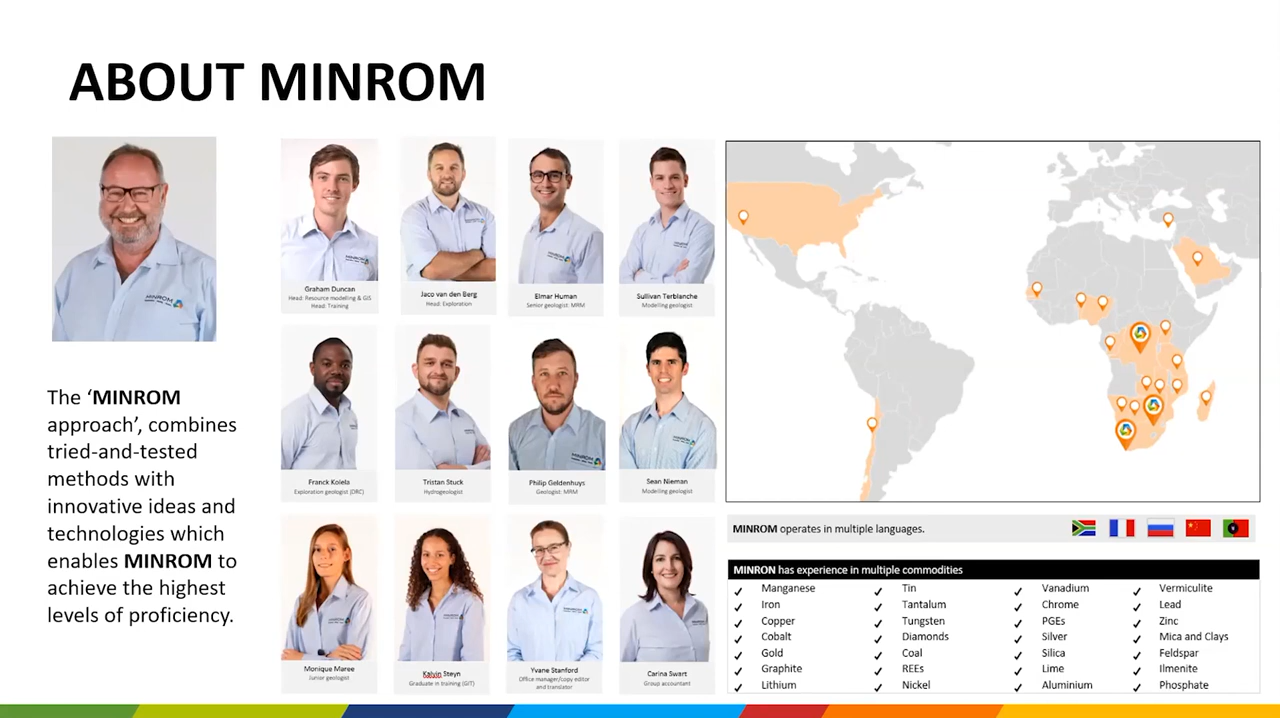 ABOUT MINROM
The ‘MINROM
approach’, combines
tried-and-tested
methods with
innovative ideas and
technologies which
enables MINROM to
achieve the highest
levels of proficiency.
MINROM
Graham Duncan
Head: Resource modelling & GIS
Head: Training
Jaco van den Berg
Head: Exploration
Elmar Human
Senior geologist: MRM
Sullivan Terblanche
Modelling geologist
Franck Kolela
Exploration geologist (DRC)
Tristan Stuck
Hydrogeologist
Philip Geldenhuys
Geologist: MRM
Sean Nieman
Modelling geologist
Monique Maree
Junior geologist
Kalvin Steyn
Graduate in training (GIT)
Yvane Stanford
Office manager/copy editor
and translator
Carina Swart
Group accountant
MINROM operates in multiple languages.
MINRON has experience in multiple commodities
Manganese
Iron
Copper
Cobalt
Gold
Graphite
Lithium
Tin
Tantalum
Tungsten
Diamonds
Coal
REEs
Nickel
Vanadium
Chrome
PGEs
Silver
Silica
Lime
Aluminium
Vermiculite
Lead
Zinc
Mica and Clays
Feldspar
Ilmenite
Phosphate